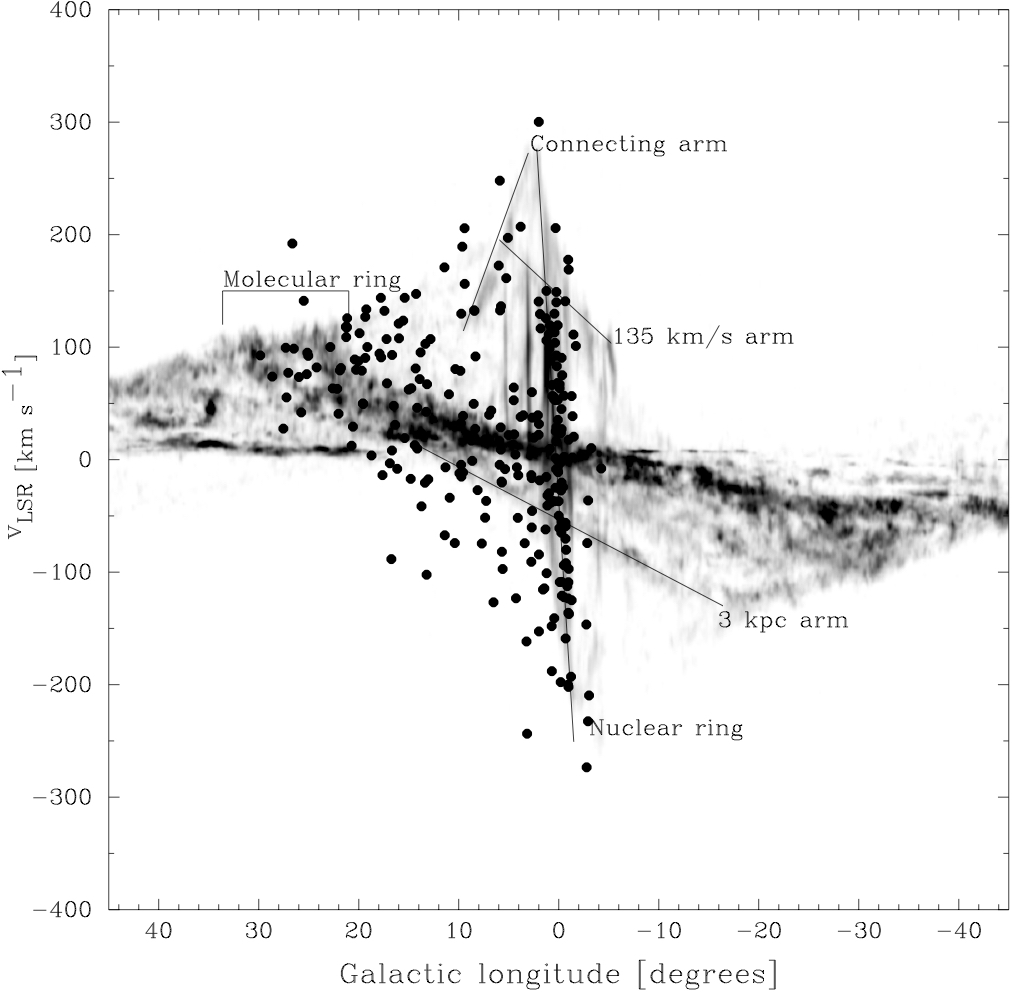 400
300
Connecting arm
200
Molecular ring
135 km/s arm
100
V_LSR [km s^−1]
0
−100
3 kpc arm
−200
Nuclear ring
−300
−400
40 30 20 10 0 −10 −20 −30 −40
Galactic longitude [degrees]